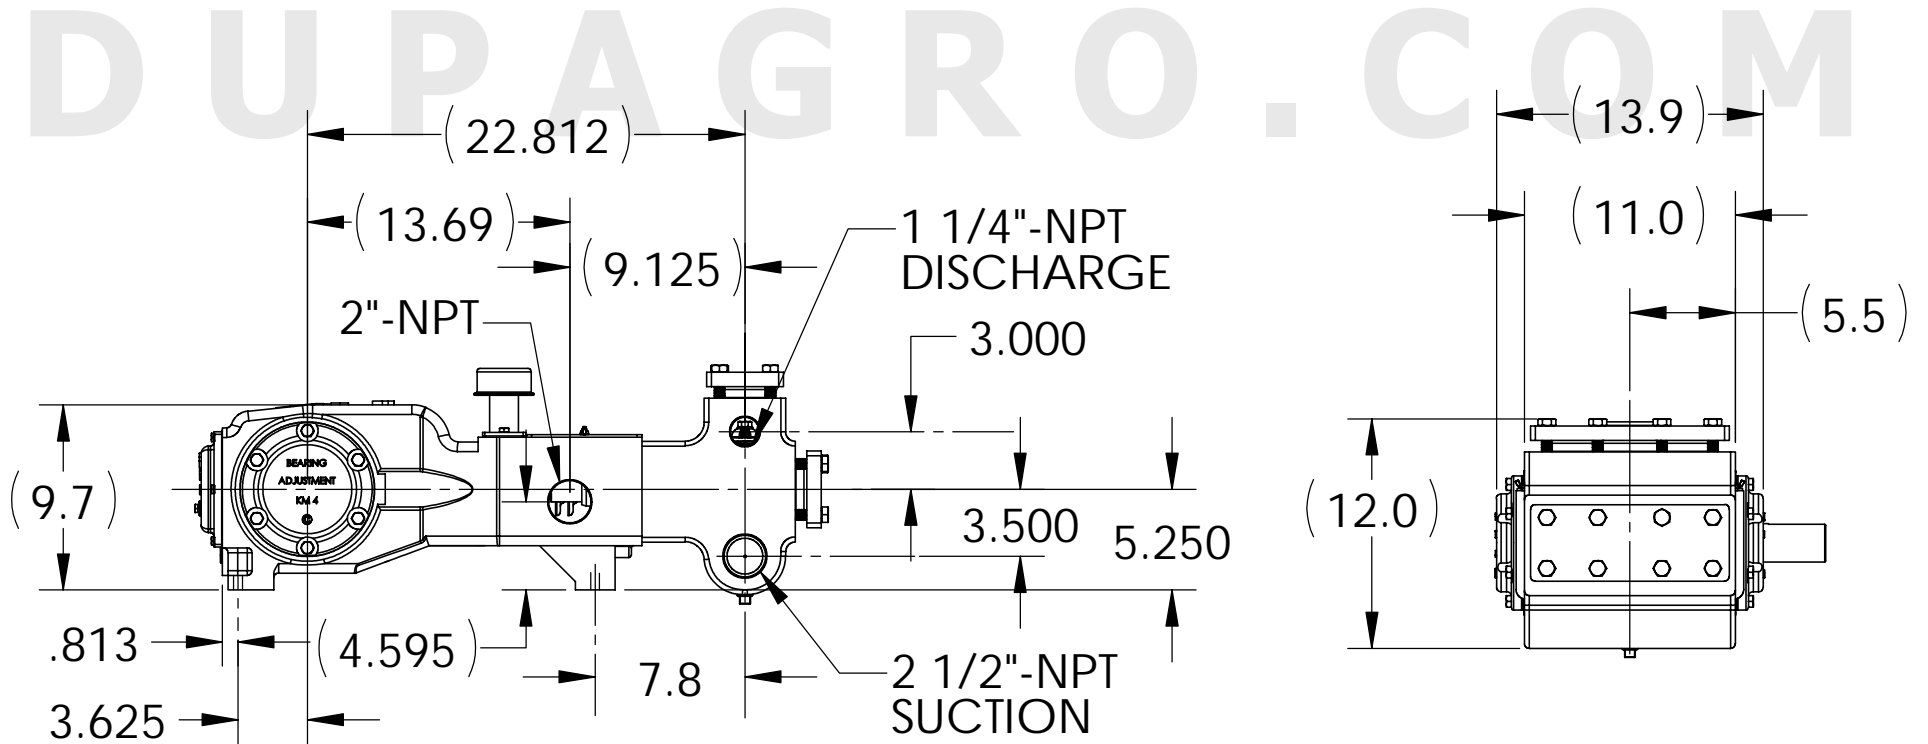 DUPAGRO.COM
(22.812)
(13.69)
(9.125)
1 1/4"-NPT
DISCHARGE
2"-NPT
3.000
(9.7)
BEARING
ADJUSTMENT
KM 4
3.500
5.250
.813
(4.595)
7.8
2 1/2"-NPT
SUCTION
3.625
(13.9)
(11.0)
(5.5)
(12.0)